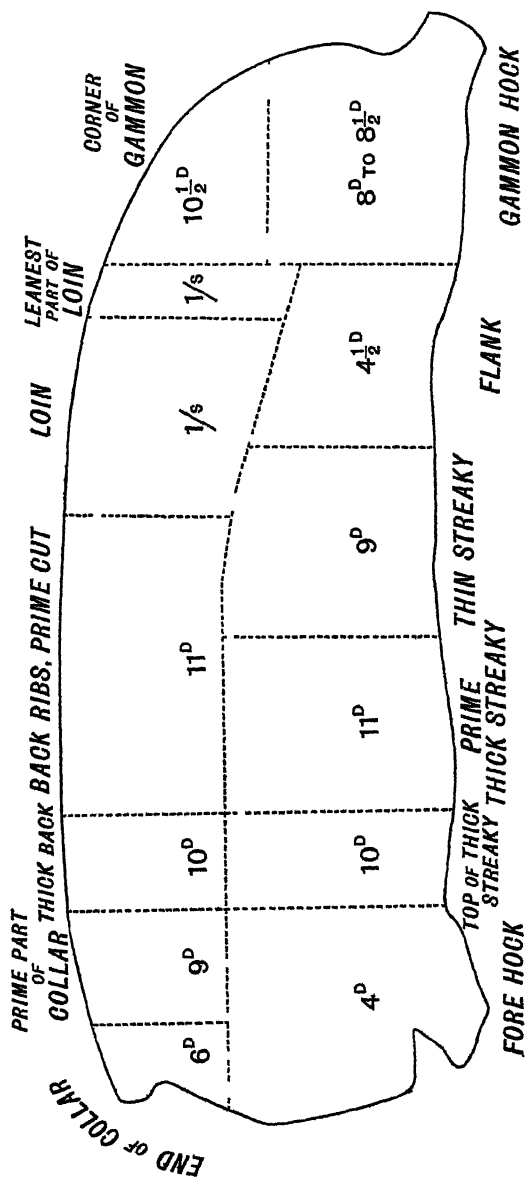 END OF COLLAR
PRIME PART
OF
COLLAR
THICK BACK
BACK RIBS, PRIME CUT
LOIN
LEANEST
PART OF
LOIN
CORNER
OF
GAMMON
6ᴰ
9ᴰ
10ᴰ
11ᴰ
1/s
1/s
10½ᴰ
4ᴰ
10ᴰ
11ᴰ
9ᴰ
4½ᴰ
8ᴰ TO 8½ᴰ
FORE HOCK
TOP OF THICK
STREAKY
PRIME
THICK STREAKY
THIN STREAKY
FLANK
GAMMON HOCK